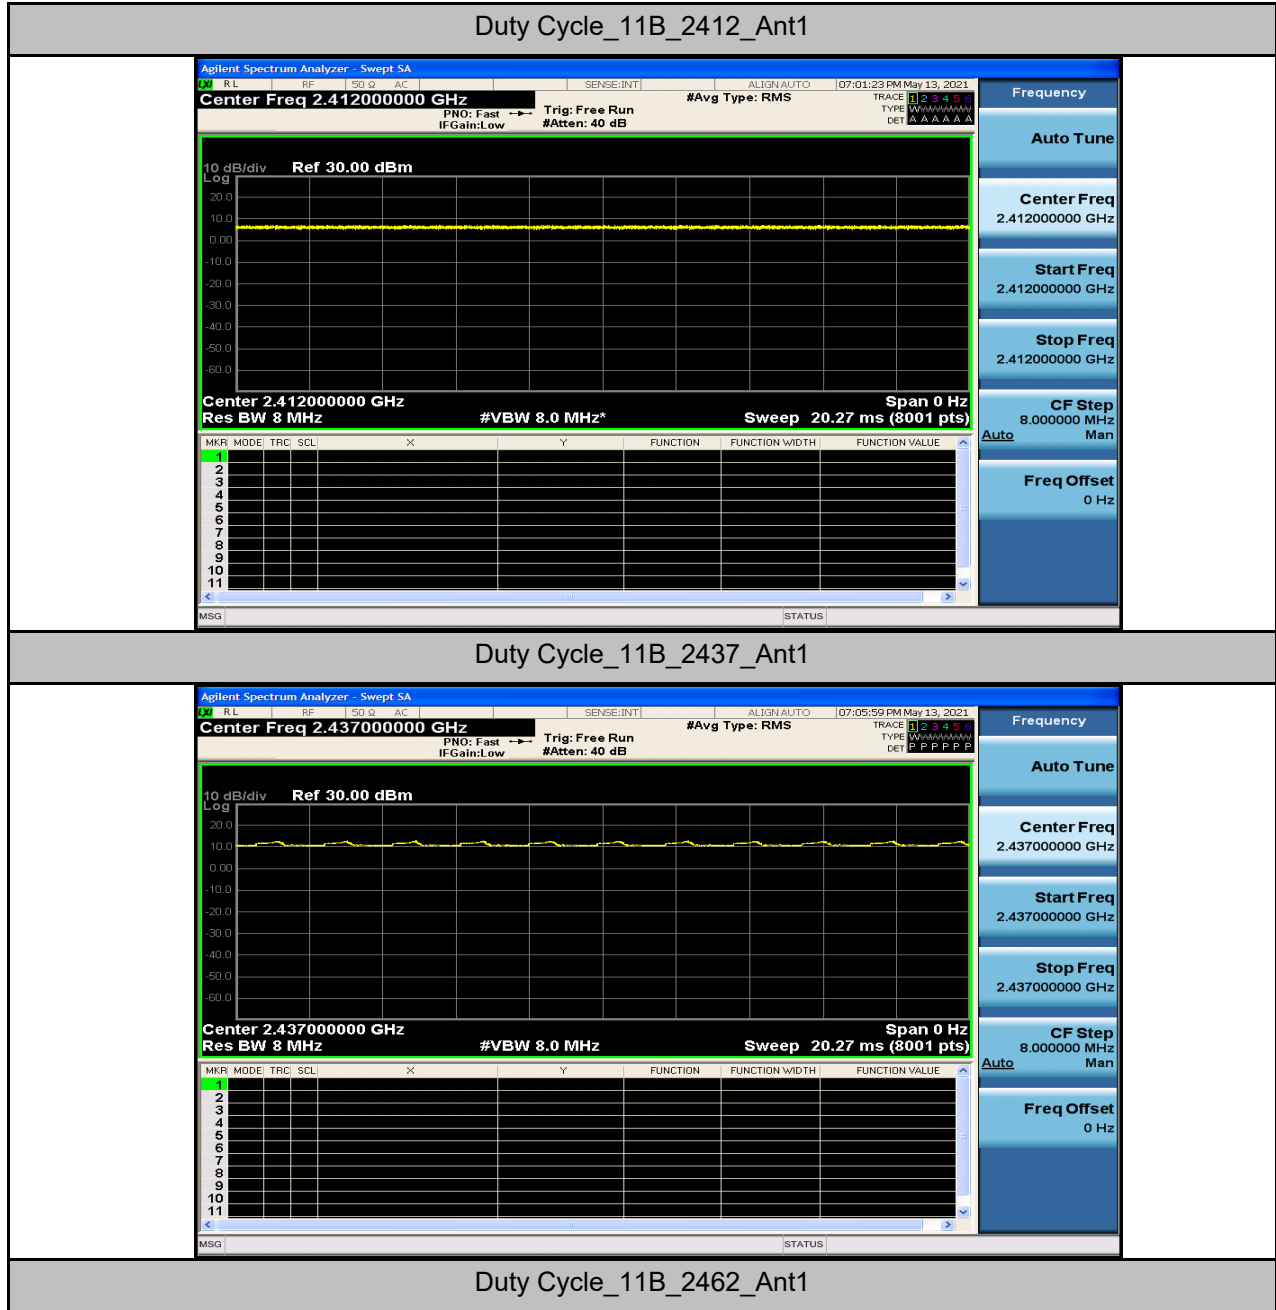 Duty Cycle_11B_2412_Ant1
Agilent Spectrum Analyzer - Swept SA
LXI RL RF 50 Ω AC SENSE:INT ALIGN AUTO 07:01:23 PM May 13, 2021
Center Freq 2.412000000 GHz #Avg Type: RMS TRACE 1 2 3 4 5 6
PNO: Fast Trig: Free Run TYPE W
IFGain:Low #Atten: 40 dB DET A A A A A A
10 dB/div Ref 30.00 dBm
Log
20.0
10.0
0.00
-10.0
-20.0
-30.0
-40.0
-50.0
-60.0
Center 2.412000000 GHz Span 0 Hz
Res BW 8 MHz #VBW 8.0 MHz* Sweep 20.27 ms (8001 pts)
MKR MODE TRC SCL X Y FUNCTION FUNCTION WIDTH FUNCTION VALUE
1
2
3
4
5
6
7
8
9
10
11
MSG STATUS
Frequency
Auto Tune
Center Freq
2.412000000 GHz
Start Freq
2.412000000 GHz
Stop Freq
2.412000000 GHz
CF Step
8.000000 MHz
Auto Man
Freq Offset
0 Hz
Duty Cycle_11B_2437_Ant1
Agilent Spectrum Analyzer - Swept SA
LXI RL RF 50 Ω AC SENSE:INT ALIGN AUTO 07:05:59 PM May 13, 2021
Center Freq 2.437000000 GHz #Avg Type: RMS TRACE 1 2 3 4 5 6
PNO: Fast Trig: Free Run TYPE W
IFGain:Low #Atten: 40 dB DET P P P P P P
10 dB/div Ref 30.00 dBm
Log
20.0
10.0
0.00
-10.0
-20.0
-30.0
-40.0
-50.0
-60.0
Center 2.437000000 GHz Span 0 Hz
Res BW 8 MHz #VBW 8.0 MHz Sweep 20.27 ms (8001 pts)
MKR MODE TRC SCL X Y FUNCTION FUNCTION WIDTH FUNCTION VALUE
1
2
3
4
5
6
7
8
9
10
11
MSG STATUS
Frequency
Auto Tune
Center Freq
2.437000000 GHz
Start Freq
2.437000000 GHz
Stop Freq
2.437000000 GHz
CF Step
8.000000 MHz
Auto Man
Freq Offset
0 Hz
Duty Cycle_11B_2462_Ant1